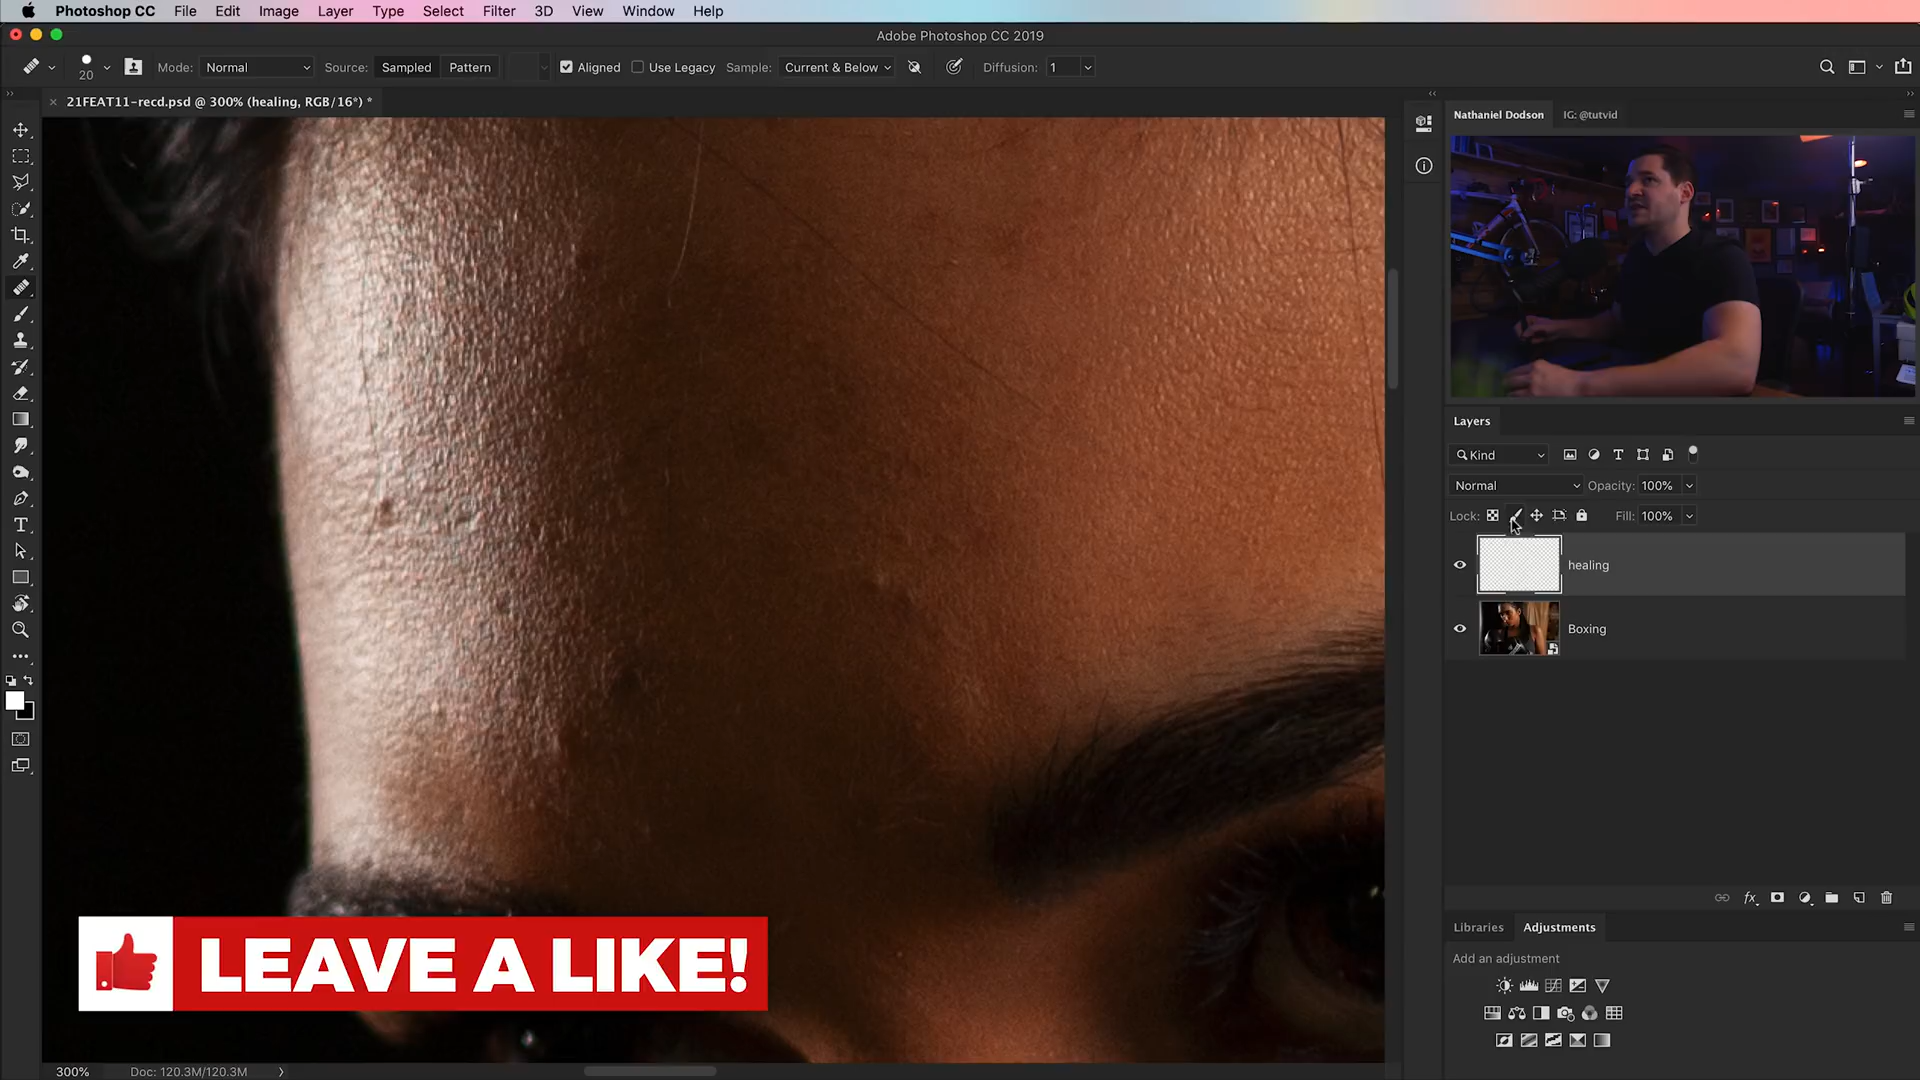 Photoshop CC File Edit Image Layer Type Select Filter 3D View Window Help
Adobe Photoshop CC 2019
20 Mode: Normal Source: Sampled Pattern Aligned Use Legacy Sample: Current & Below Diffusion: 1
21FEAT11-recd.psd @ 300% (healing, RGB/16*) *
Nathaniel Dodson IG: @tutvid
Layers
Kind
Normal Opacity: 100%
Lock: Fill: 100%
healing
Boxing
fx
Libraries Adjustments
Add an adjustment
LEAVE A LIKE!
300% Doc: 120.3M/120.3M